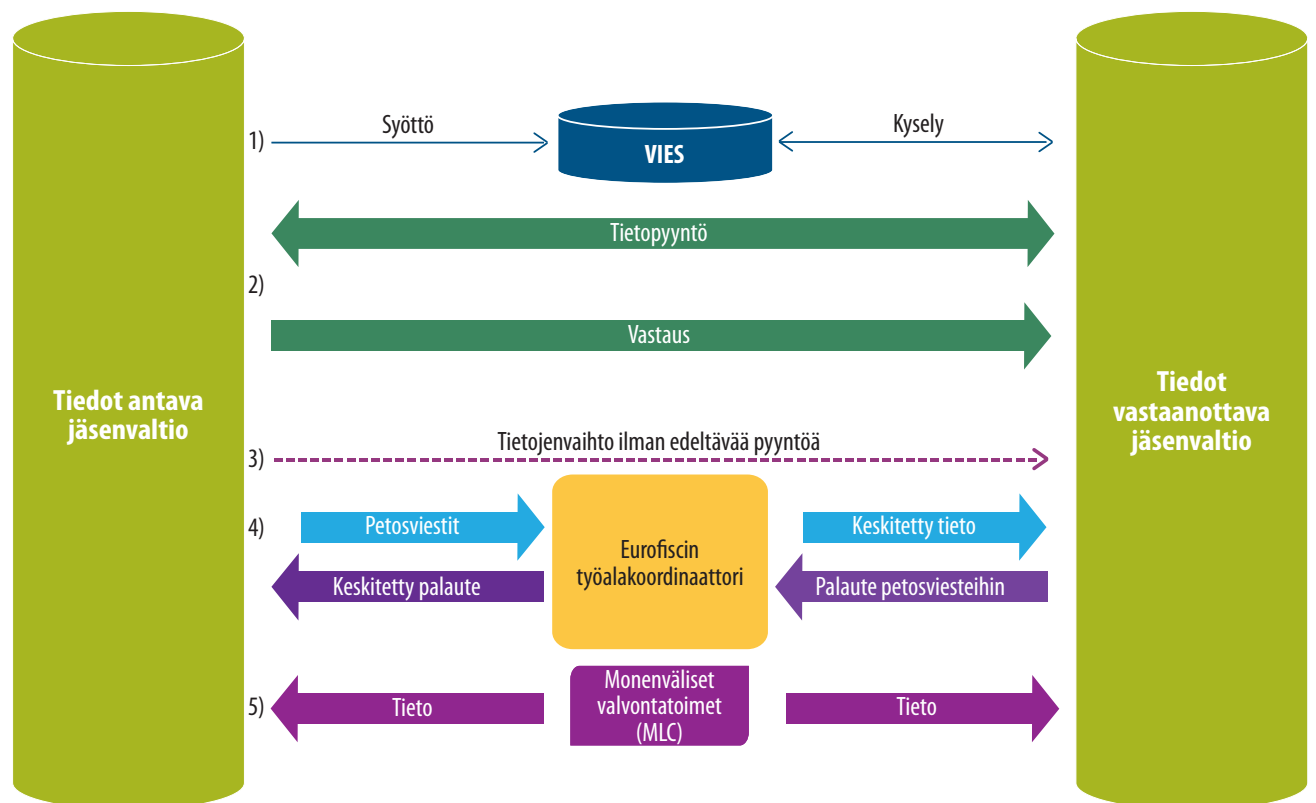 Syöttö
Kysely
1)
VIES
Tietopyyntö
2)
Vastaus
Tiedot antava
jäsenvaltio
Tiedot
vastaanottava
jäsenvaltio
Tietojenvaihto ilman edeltävää pyyntöä
3)
4)
Petosviestit
Keskitetty tieto
Eurofiscin
työalakoordinaattori
Keskitetty palaute
Palaute petosviesteihin
5)
Tieto
Monenväliset
valvontatoimet
(MLC)
Tieto